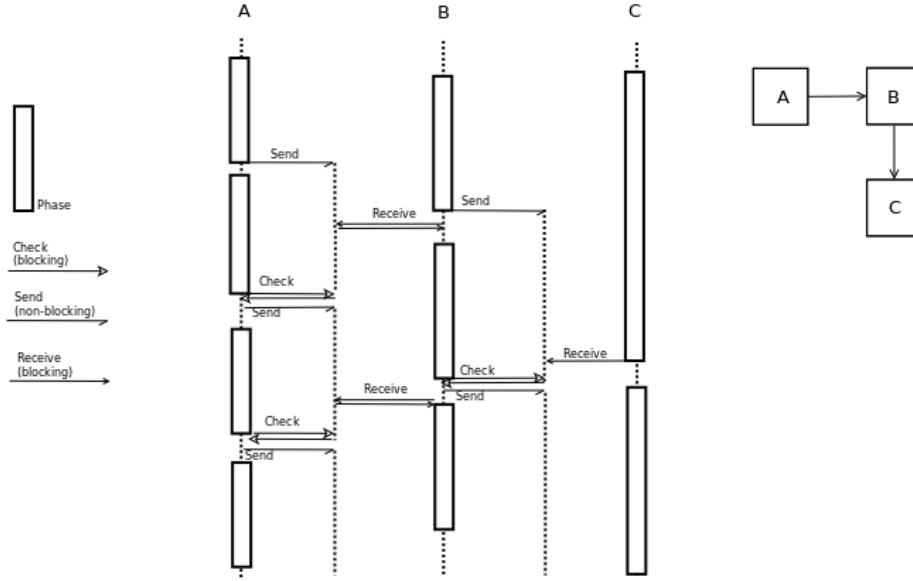 A
B
C
A
B
Send
Phase
Send
Receive
C
Check
(blocking)
Check
Send
(non-blocking)
Send
Receive
(blocking)
Receive
Check
Receive
Send
Check
Send